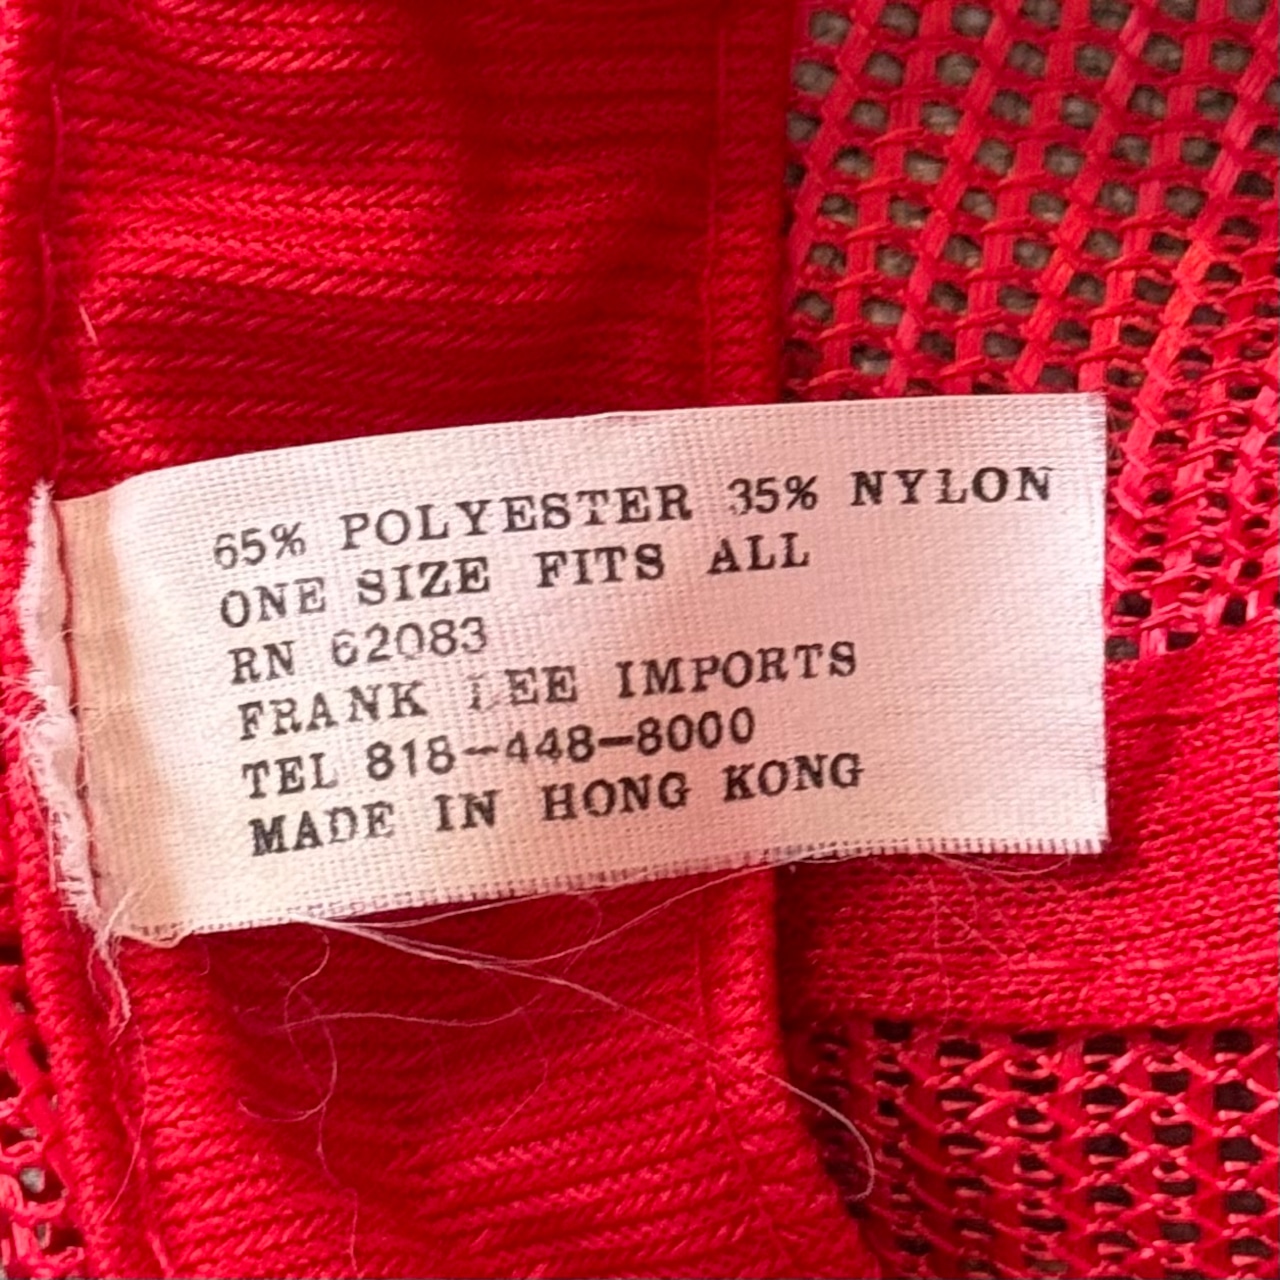 65% POLYESTER 35% NYLON
ONE SIZE FITS ALL
RN 62083
FRANK LEE IMPORTS
TEL 818-448-8000
MADE IN HONG KONG